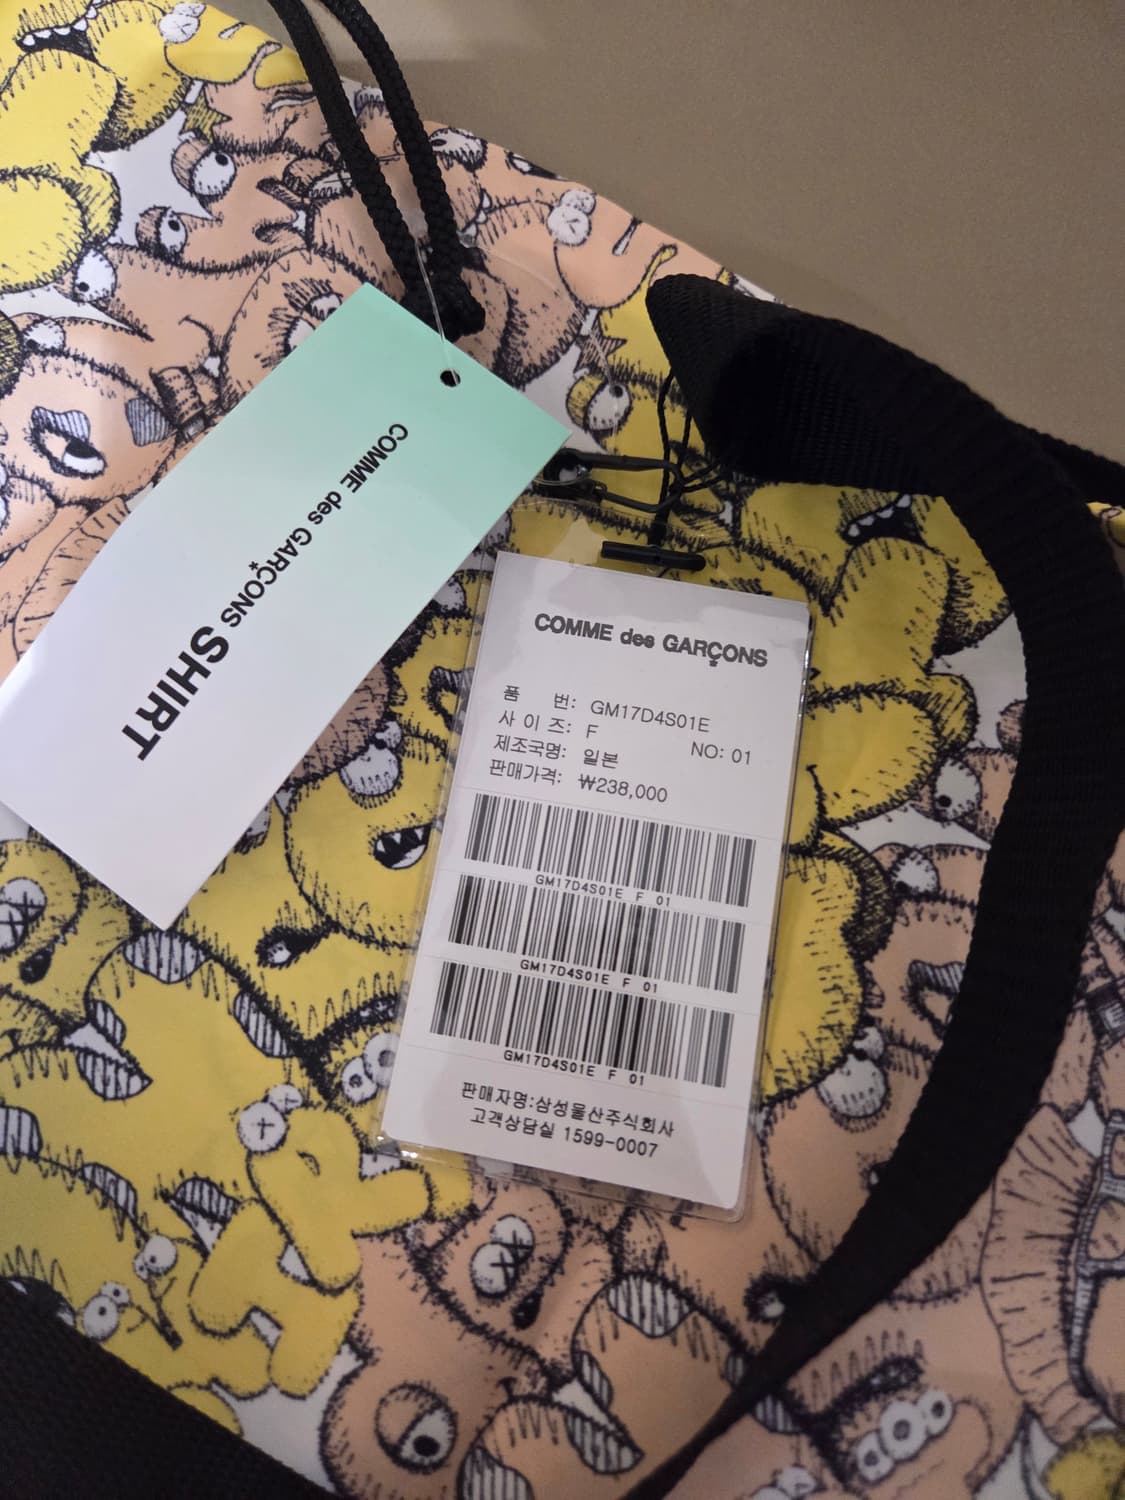 COMME des GARÇONS SHIRT
COMME des GARÇONS
품 번: GM17D4S01E
사 이 즈: F NO: 01
제조국명: 일본
판매가격: ₩238,000
GM17D4S01E F 01
GM17D4S01E F 01
GM17D4S01E F 01
판매자명:삼성물산주식회사
고객상담실 1599-0007